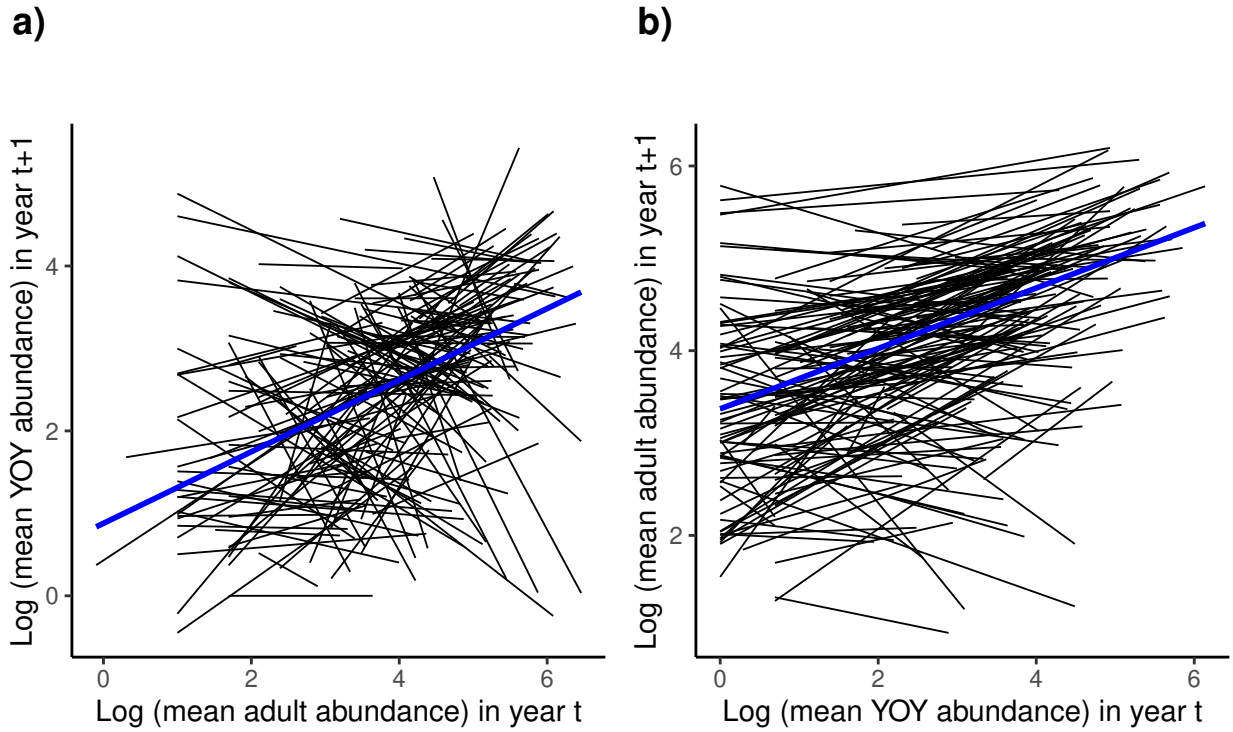 a)
Log (mean YOY abundance) in year t+1
4
2
0
0 2 4 6
Log (mean adult abundance) in year t
b)
Log (mean adult abundance) in year t+1
6
4
2
0 2 4 6
Log (mean YOY abundance) in year t